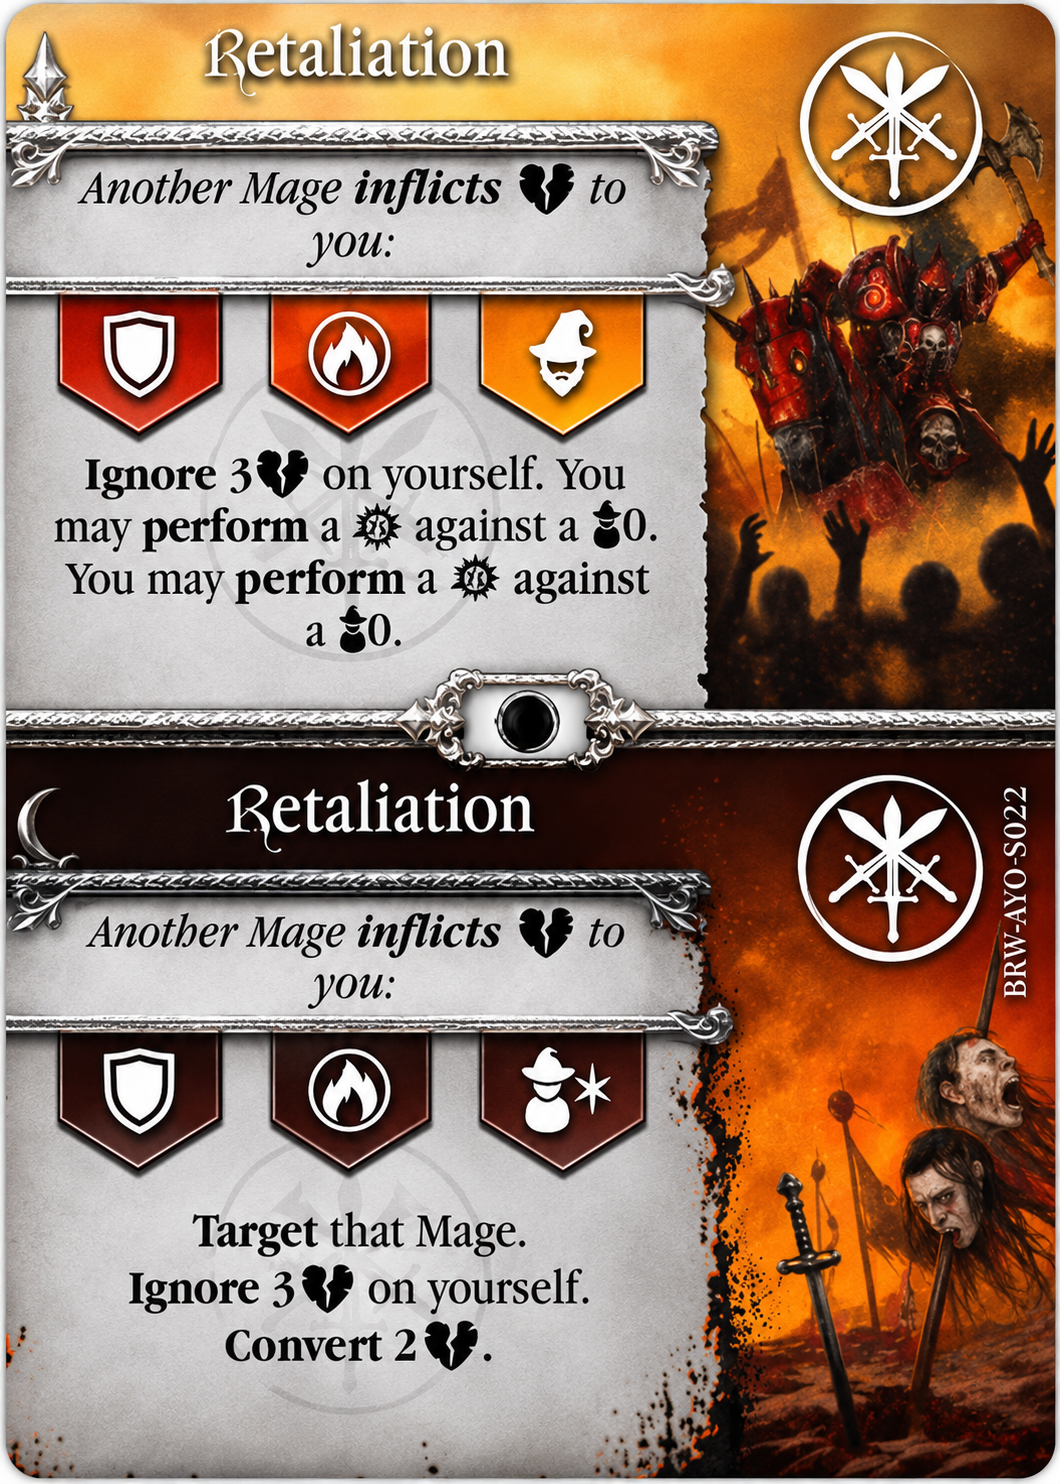 Retaliation
Another Mage inflicts to
you:
Ignore 3 on yourself. You
may perform a against a 0.
You may perform a against
a 0.
Retaliation
BRW-AYO-S022
Another Mage inflicts to
you:
Target that Mage.
Ignore 3 on yourself.
Convert 2 .